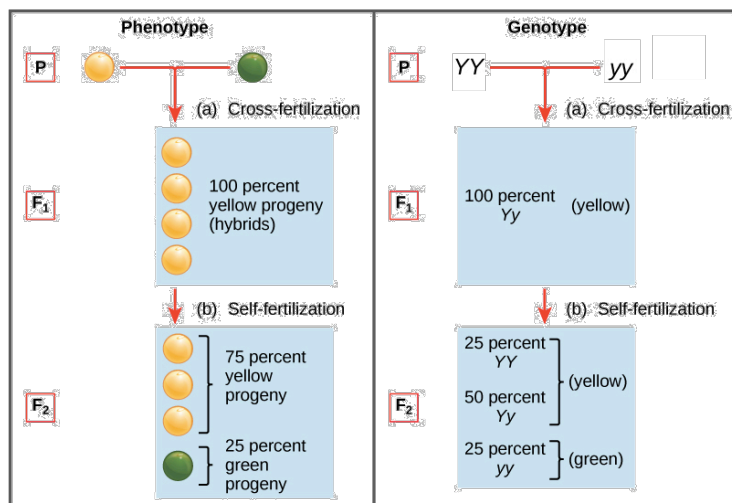 Phenotype
P
(a) Cross-fertilization
F1
100 percent
yellow progeny
(hybrids)
(b) Self-fertilization
F2
75 percent
yellow
progeny
25 percent
green
progeny
Genotype
P
YY
yy
(a) Cross-fertilization
F1
100 percent
Yy
(yellow)
(b) Self-fertilization
F2
25 percent
YY
50 percent
Yy
(yellow)
25 percent
yy
(green)